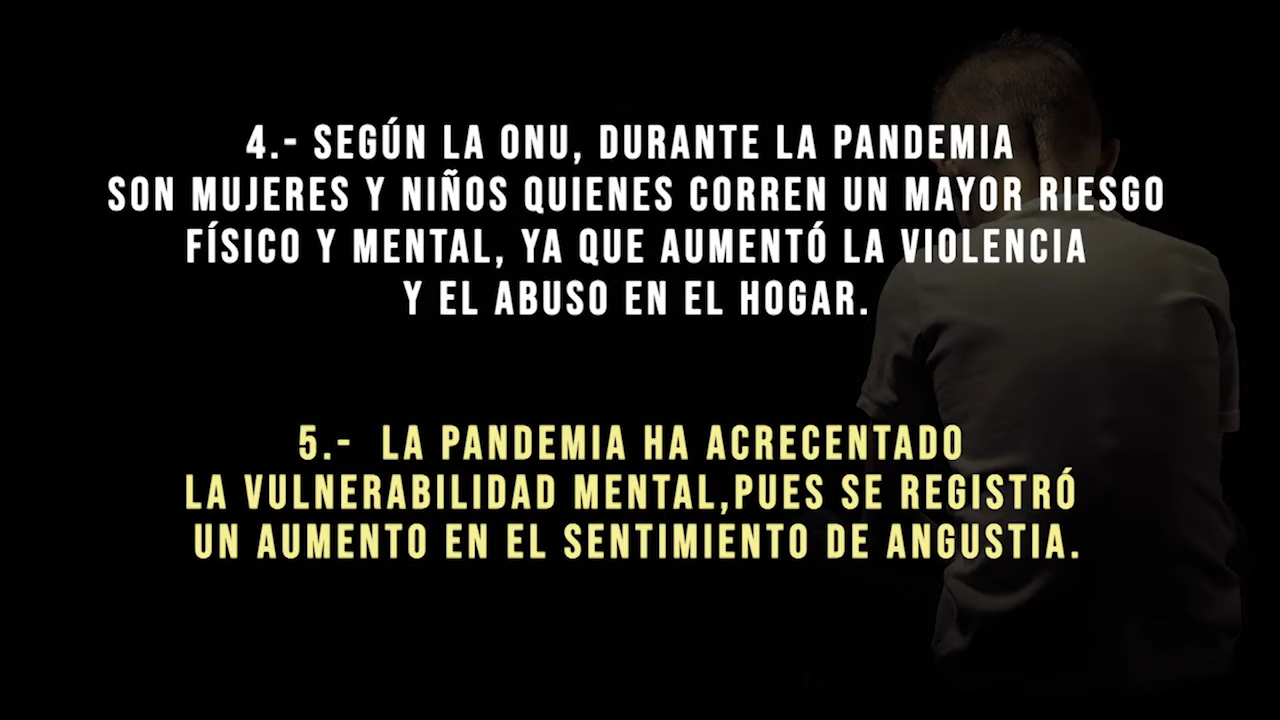 4.- SEGÚN LA ONU, DURANTE LA PANDEMIA
SON MUJERES Y NIÑOS QUIENES CORREN UN MAYOR RIESGO
FÍSICO Y MENTAL, YA QUE AUMENTÓ LA VIOLENCIA
Y EL ABUSO EN EL HOGAR.
5.- LA PANDEMIA HA ACRECENTADO
LA VULNERABILIDAD MENTAL,PUES SE REGISTRÓ
UN AUMENTO EN EL SENTIMIENTO DE ANGUSTIA.